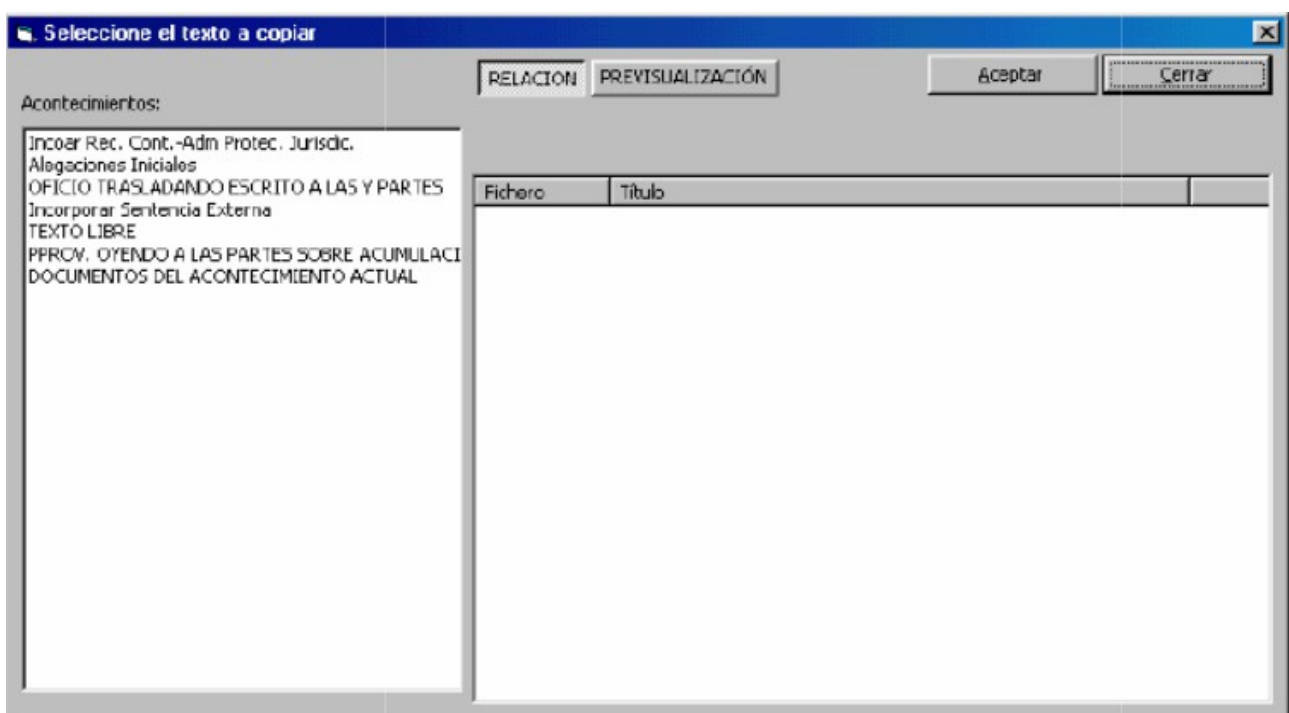 Seleccione el texto a copiar
RELACION PREVISUALIZACIÓN Aceptar Cerrar
Acontecimientos:
Incoar Rec. Cont.-Adm Protec. Jurisdic.
Alegaciones Iniciales
OFICIO TRASLADANDO ESCRITO A LAS Y PARTES
Incorporar Sentencia Externa
TEXTO LIBRE
PPROV. OYENDO A LAS PARTES SOBRE ACUMULACI
DOCUMENTOS DEL ACONTECIMIENTO ACTUAL
Fichero Título